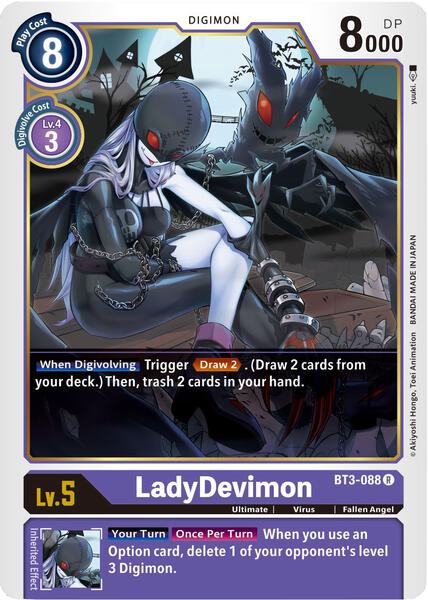 DIGIMON
Play Cost
8
DP
8000
Digivolve Cost
Lv.4
3
yuuki.
© Akiyoshi Hongo, Toei Animation BANDAI MADE IN JAPAN
When Digivolving Trigger Draw 2 . (Draw 2 cards from
your deck.) Then, trash 2 cards in your hand.
BT3-088 R
Lv.5
LadyDevimon
Ultimate | Virus | Fallen Angel
Inherited Effect
Your Turn Once Per Turn When you use an
Option card, delete 1 of your opponent's level
3 Digimon.